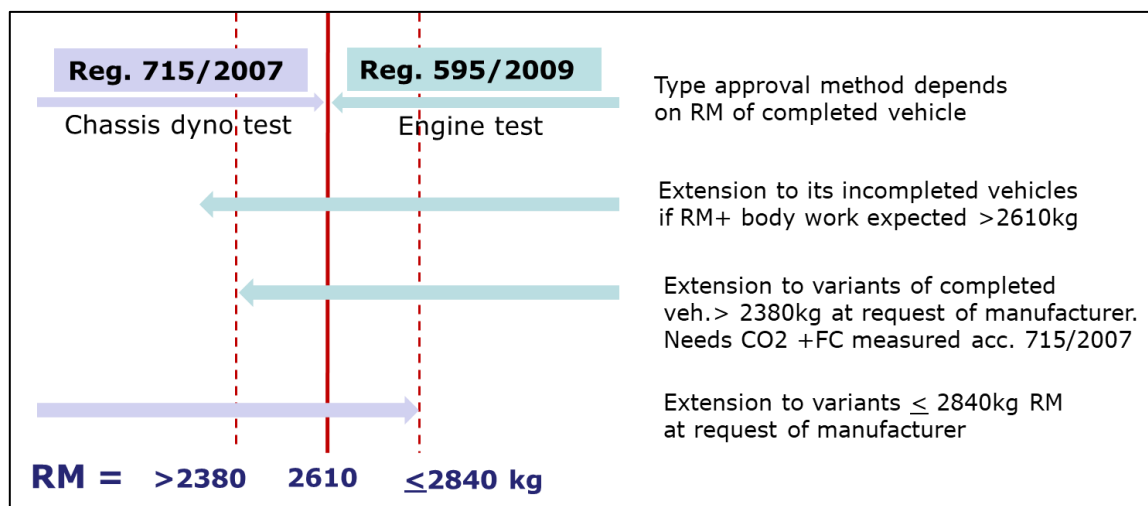 Reg. 715/2007
Reg. 595/2009
Chassis dyno test
Engine test
Type approval method depends
on RM of completed vehicle
Extension to its incompleted vehicles
if RM+ body work expected >2610kg
Extension to variants of completed
veh.> 2380kg at request of manufacturer.
Needs CO2 +FC measured acc. 715/2007
Extension to variants ≤ 2840kg RM
at request of manufacturer
RM = >2380 2610 ≤2840 kg